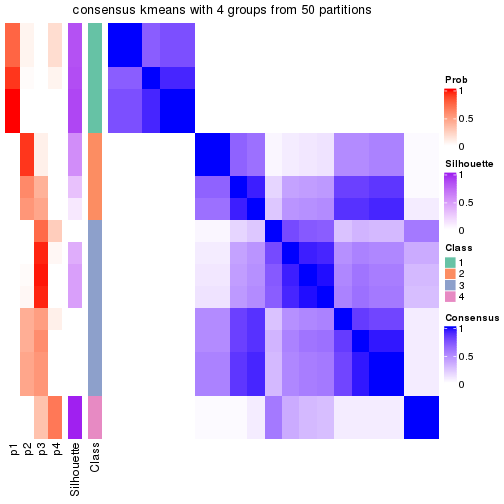 consensus kmeans with 4 groups from 50 partitions
Prob
1
0.5
0
Silhouette
1
0.5
0
Class
1
2
3
4
Consensus
1
0.5
0
p1
p2
p3
p4
Silhouette
Class